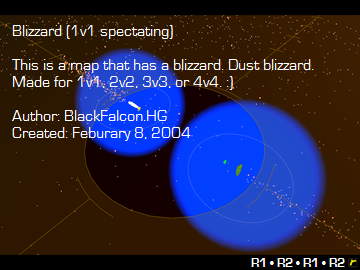 Blizzard (1v1 spectating)
This is a map that has a blizzard. Dust blizzard.
Made for 1v1, 2v2, 3v3, or 4v4. :)
Author: BlackFalcon.HG
Created: Feburary 8, 2004
R1 • R2 • R1 • R2 r